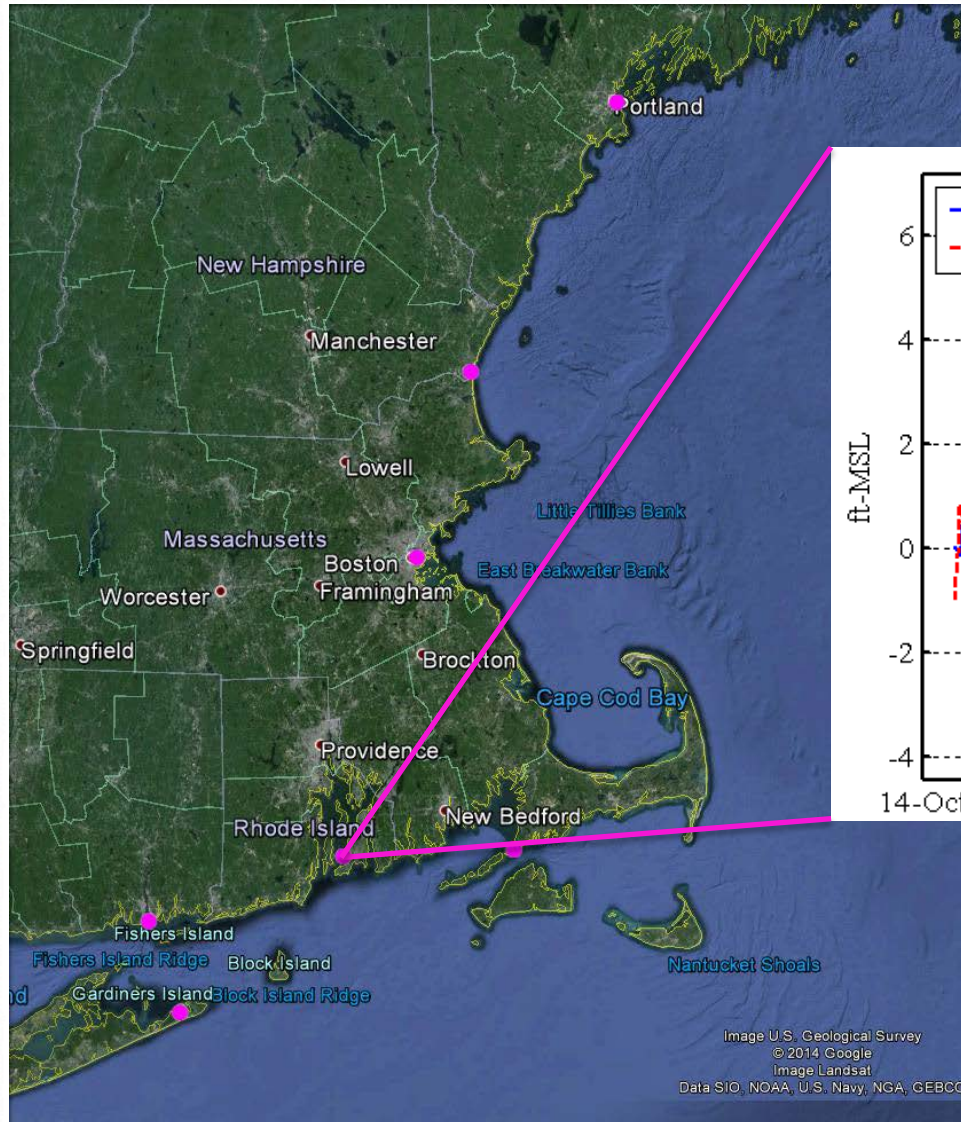 Portland
New Hampshire
Manchester
Lowell
Little Tillies Bank
Massachusetts
Boston
East Breakwater Bank
Framingham
Worcester
Springfield
Brockton
Cape Cod Bay
Providence
New Bedford
Rhode Island
Fishers Island
Fishers Island Ridge
Block Island
Nantucket Shoals
nd
Gardiners Island
Block Island Ridge
Image U.S. Geological Survey
© 2014 Google
Image Landsat
Data SIO, NOAA, U.S. Navy, NGA, GEBCO
6
4
2
ft-MSL
0
-2
-4
14-Oct